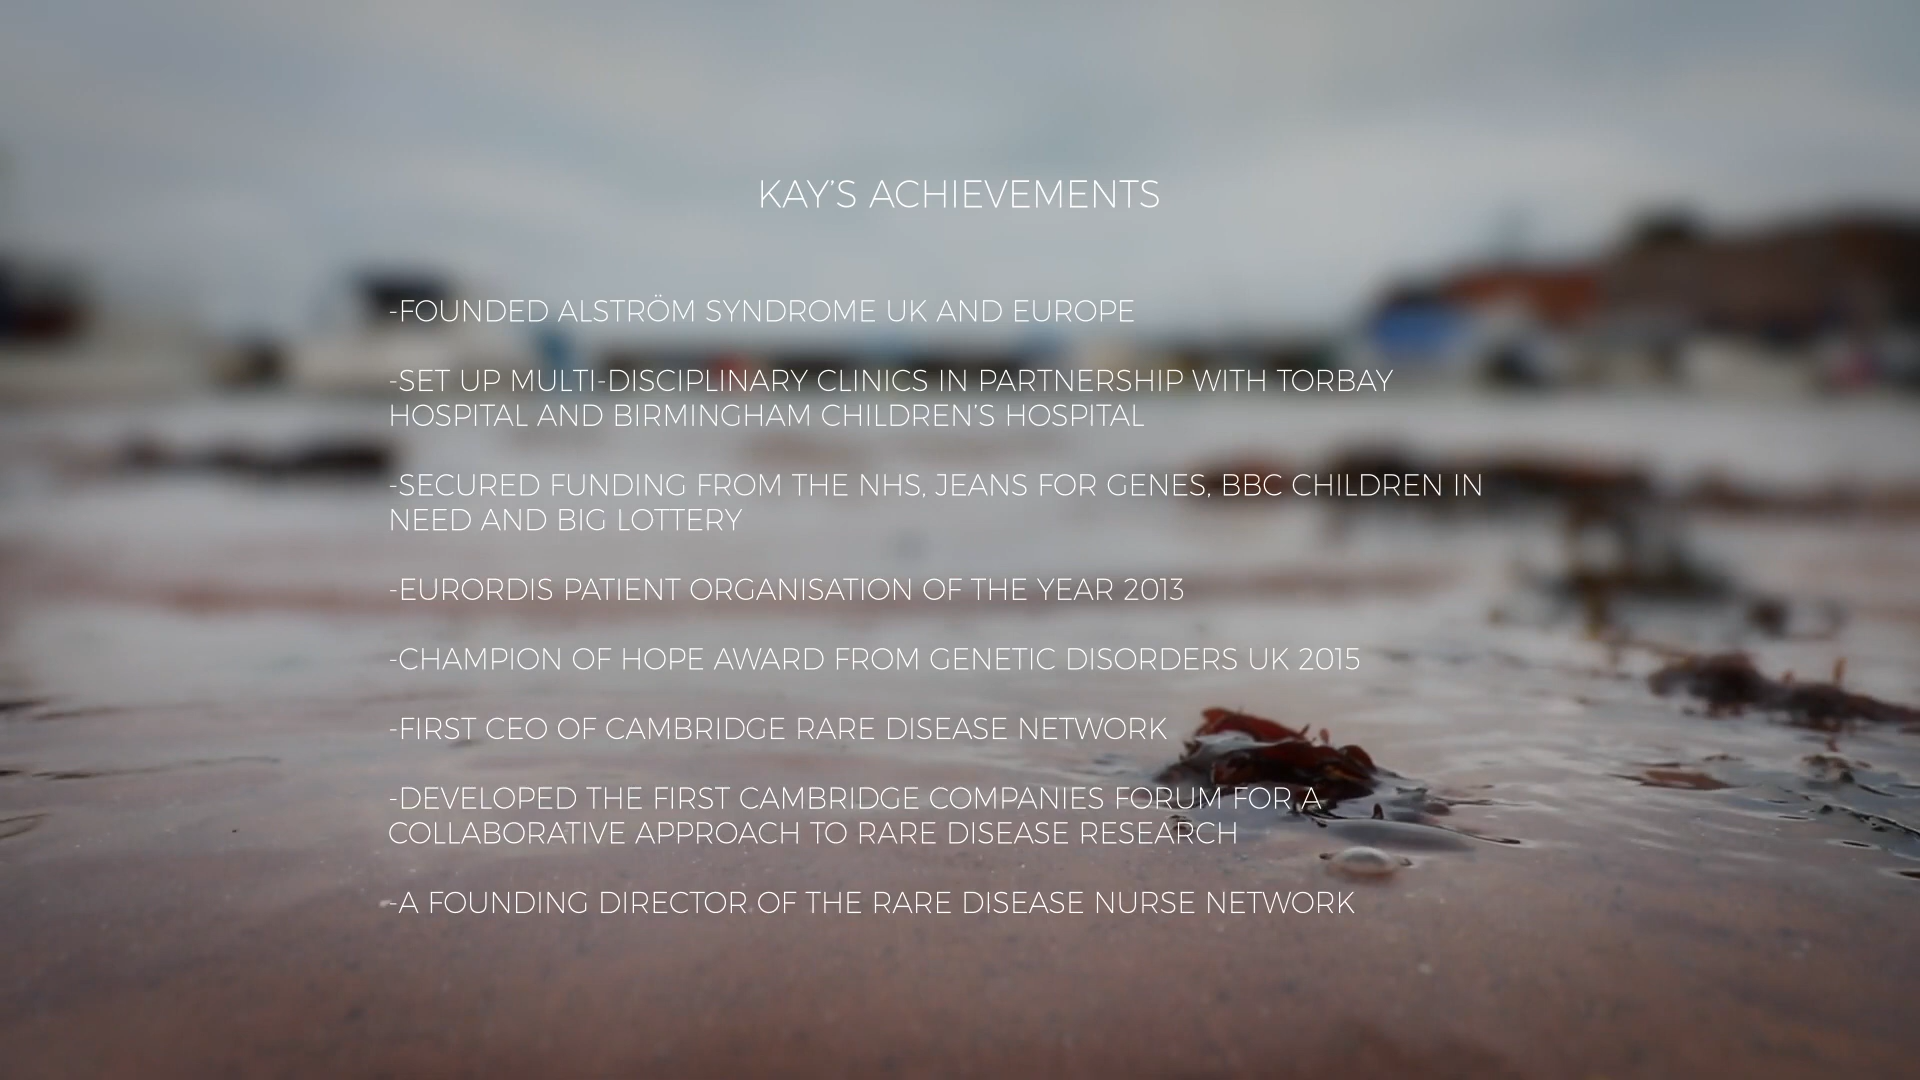 KAY'S ACHIEVEMENTS
-FOUNDED ALSTRÖM SYNDROME UK AND EUROPE
-SET UP MULTI-DISCIPLINARY CLINICS IN PARTNERSHIP WITH TORBAY
HOSPITAL AND BIRMINGHAM CHILDREN'S HOSPITAL
-SECURED FUNDING FROM THE NHS, JEANS FOR GENES, BBC CHILDREN IN
NEED AND BIG LOTTERY
-EURORDIS PATIENT ORGANISATION OF THE YEAR 2013
-CHAMPION OF HOPE AWARD FROM GENETIC DISORDERS UK 2015
-FIRST CEO OF CAMBRIDGE RARE DISEASE NETWORK
-DEVELOPED THE FIRST CAMBRIDGE COMPANIES FORUM FOR A
COLLABORATIVE APPROACH TO RARE DISEASE RESEARCH
-A FOUNDING DIRECTOR OF THE RARE DISEASE NURSE NETWORK